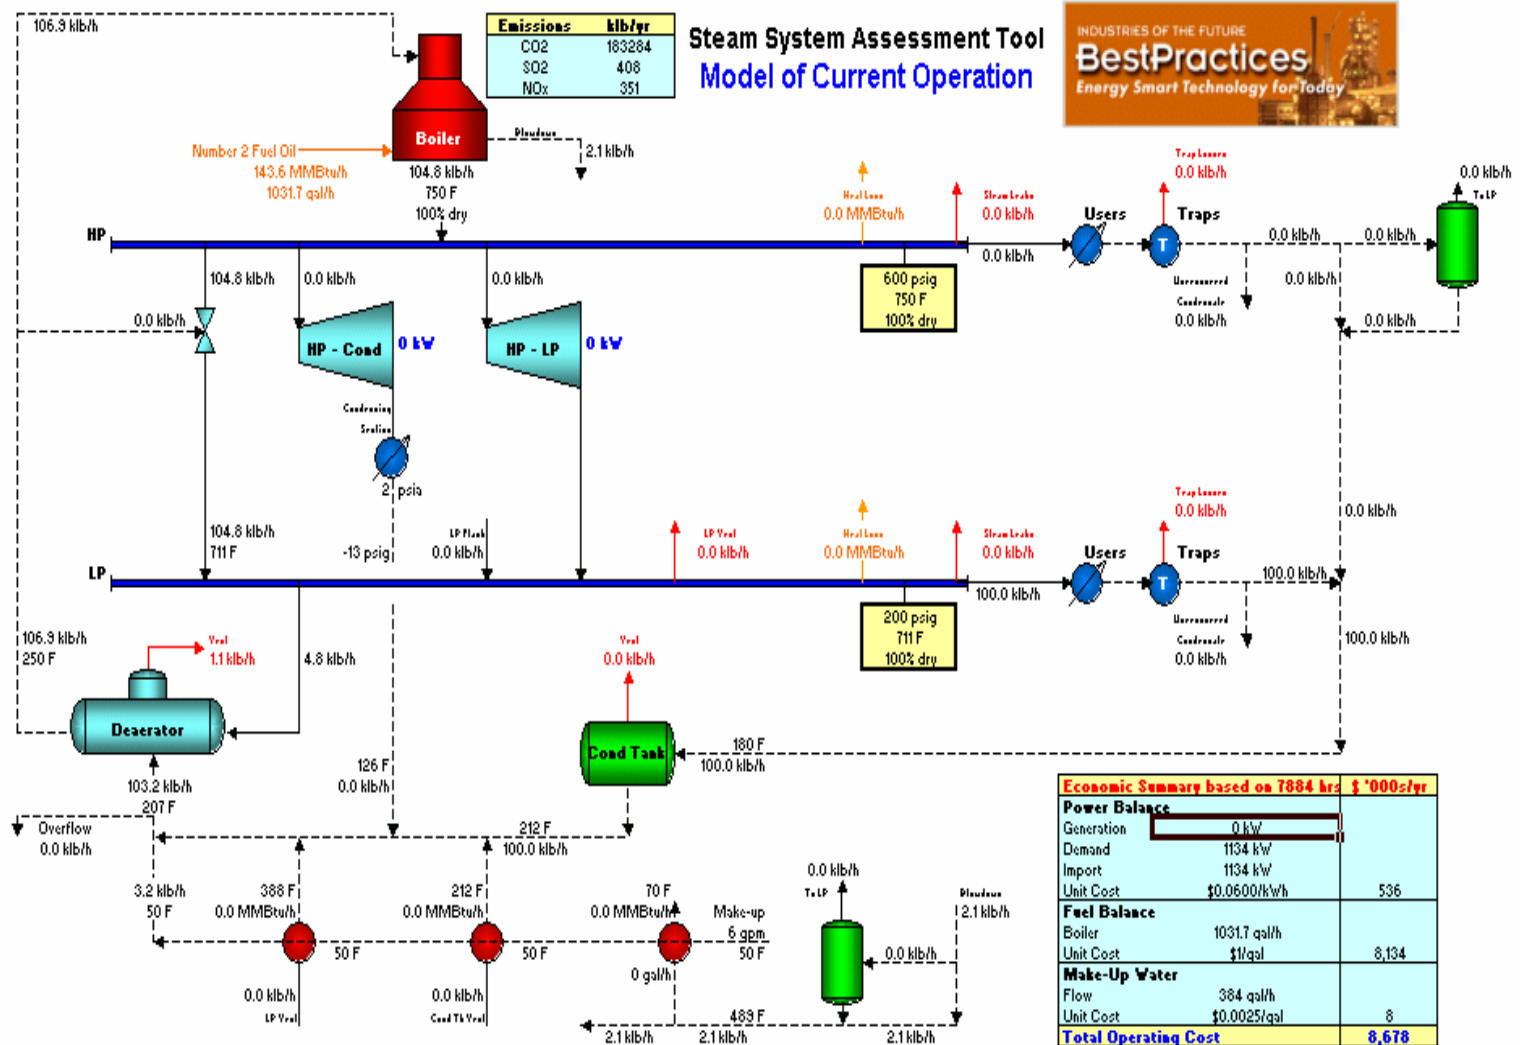 106.9 klb/h
Emissions klb/yr
CO2 183284
SO2 408
NOx 351
Steam System Assessment Tool
Model of Current Operation
INDUSTRIES OF THE FUTURE
BestPractices
Energy Smart Technology for Today
Boiler
Blowdown
2.1 klb/h
Number 2 Fuel Oil
143.6 MMBtu/h
1031.7 gal/h
104.8 klb/h
750 F
100% dry
Heat Loss
0.0 MMBtu/h
Steam Leaks
0.0 klb/h
Trap Losses
0.0 klb/h
0.0 klb/h
To LP
HP
Users
Traps
T
0.0 klb/h
0.0 klb/h
0.0 klb/h
104.8 klb/h
0.0 klb/h
0.0 klb/h
600 psig
750 F
100% dry
Unrecovered
Condensate
0.0 klb/h
0.0 klb/h
0.0 klb/h
0.0 klb/h
HP - Cond
0 kW
HP - LP
0 kW
Condensing
Section
2 psia
104.8 klb/h
711 F
-13 psig
LP Flash
0.0 klb/h
LP Vent
0.0 klb/h
Heat Loss
0.0 MMBtu/h
Steam Leaks
0.0 klb/h
Trap Losses
0.0 klb/h
0.0 klb/h
LP
Users
Traps
T
100.0 klb/h
100.0 klb/h
200 psig
711 F
100% dry
Unrecovered
Condensate
0.0 klb/h
100.0 klb/h
106.9 klb/h
250 F
Vent
1.1 klb/h
4.8 klb/h
Vent
0.0 klb/h
Deaerator
Cond Tank
180 F
100.0 klb/h
126 F
0.0 klb/h
103.2 klb/h
207 F
Overflow
0.0 klb/h
212 F
100.0 klb/h
3.2 klb/h
50 F
388 F
0.0 MMBtu/h
212 F
0.0 MMBtu/h
70 F
0.0 MMBtu/h
Make-up
6 gpm
50 F
50 F
50 F
0 gal/h
0.0 klb/h
To LP
Blowdown
2.1 klb/h
0.0 klb/h
0.0 klb/h
LP Vent
0.0 klb/h
Cond Tk Vent
489 F
2.1 klb/h
2.1 klb/h
2.1 klb/h
Economic Summary based on 7884 hrs $ '000s/yr
Power Balance
Generation 0 kW
Demand 1134 kW
Import 1134 kW
Unit Cost $0.0600/kWh 536
Fuel Balance
Boiler 1031.7 gal/h
Unit Cost $1/gal 8,134
Make-Up Water
Flow 384 gal/h
Unit Cost $0.0025/gal 8
Total Operating Cost 8,678